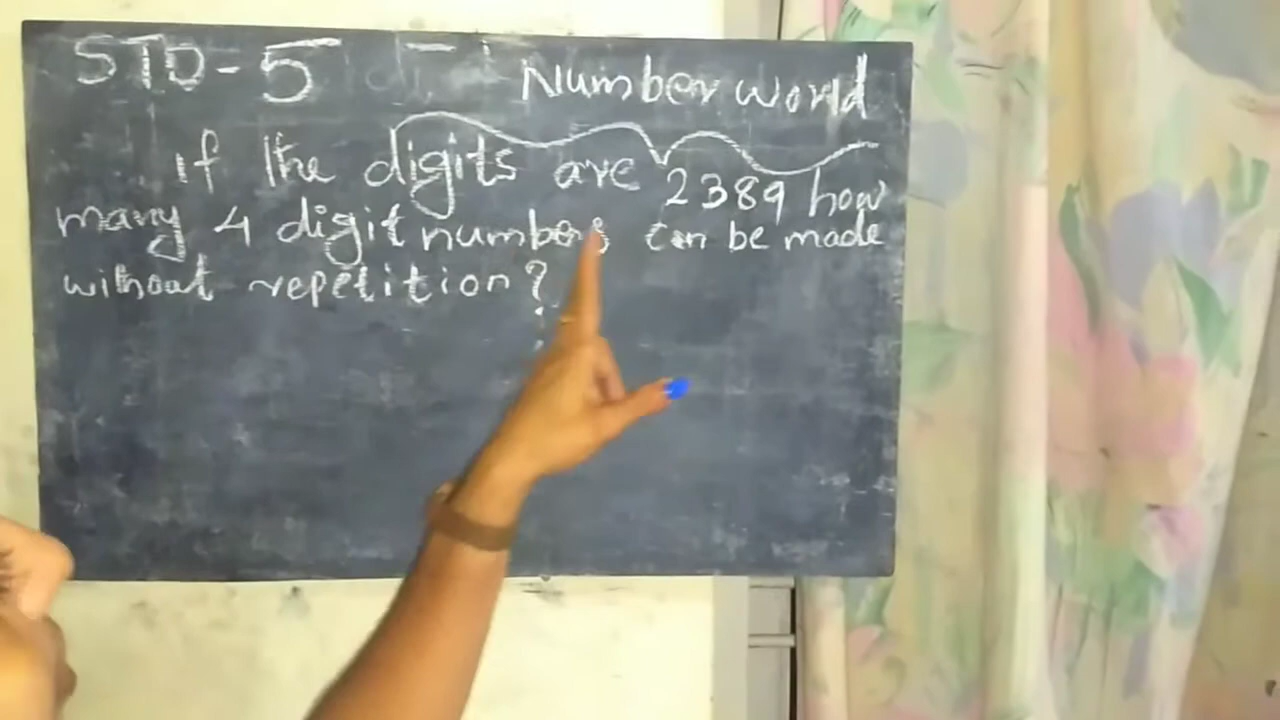 STD-5
Number World
If the digits are 2389 how
many 4 digit numbers can be made
without repetition?